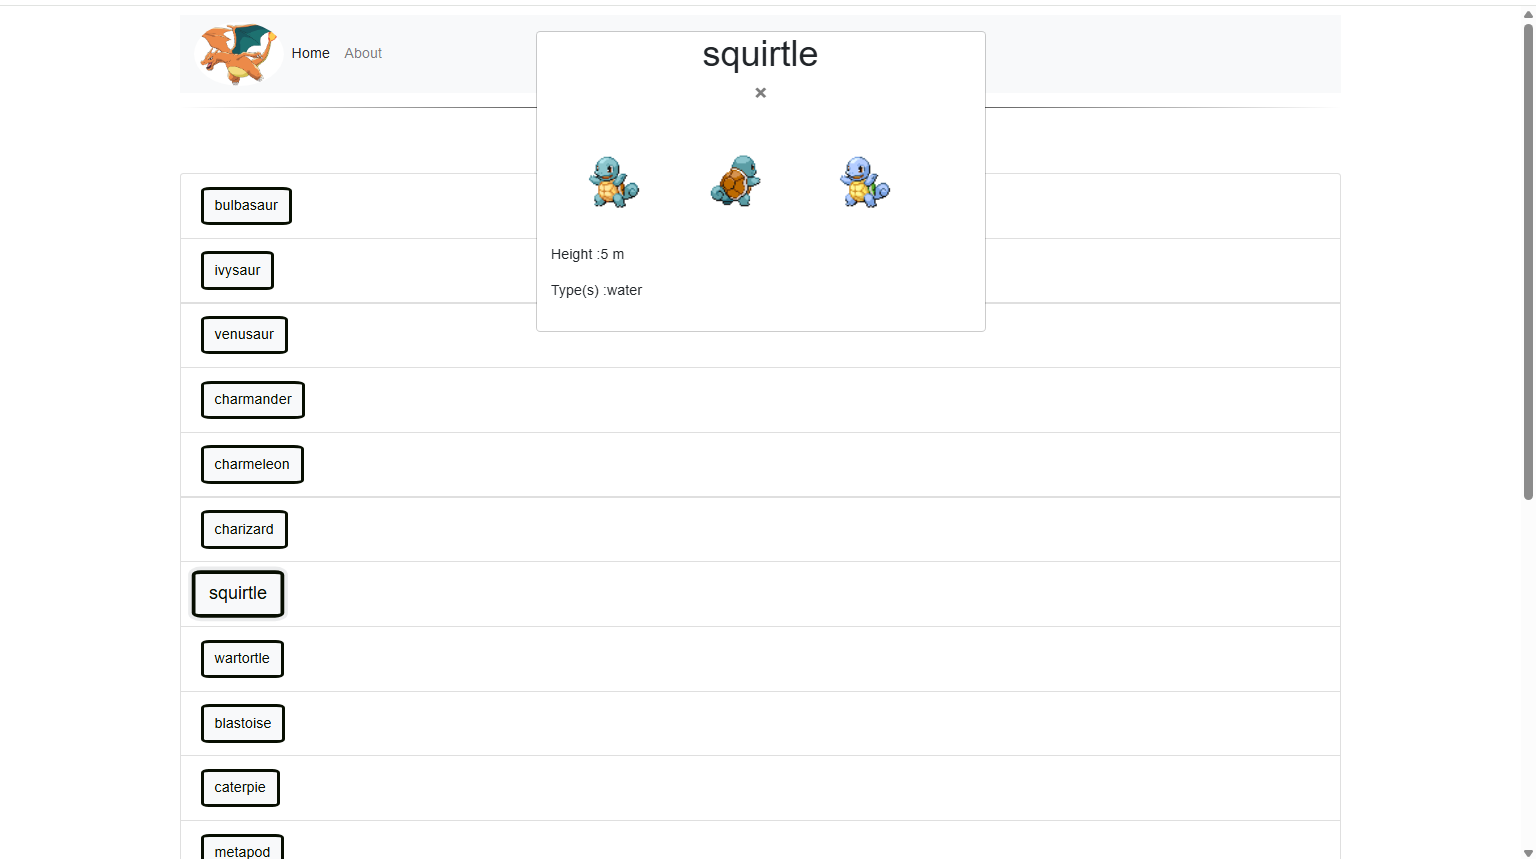 Home About
squirtle
×
Height :5 m
Type(s) :water
bulbasaur
ivysaur
venusaur
charmander
charmeleon
charizard
squirtle
wartortle
blastoise
caterpie
metapod